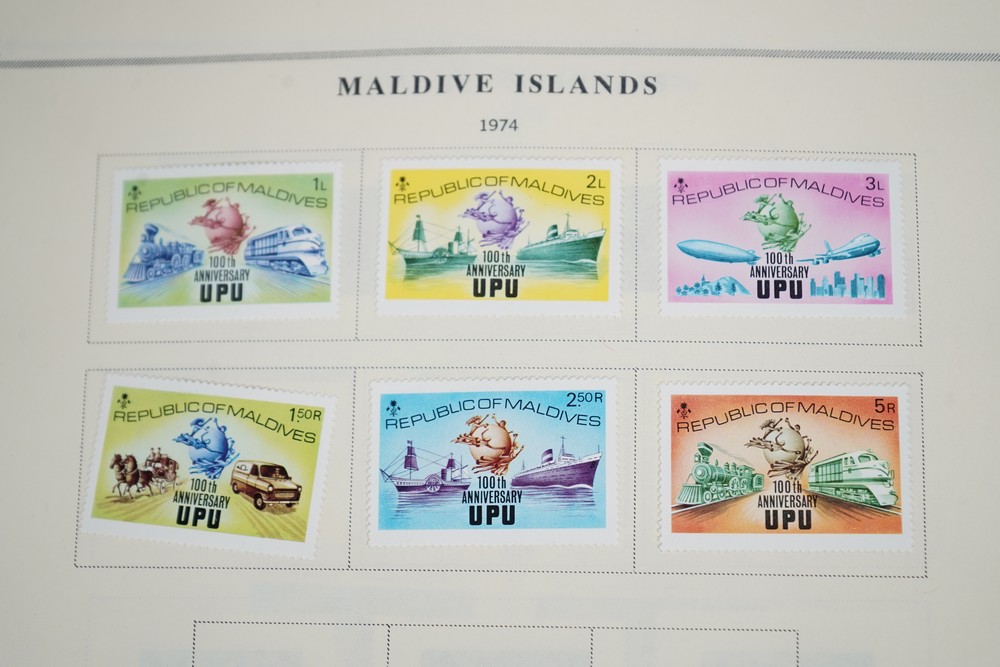 MALDIVE ISLANDS
1974
1L
REPUBLIC OF MALDIVES
100th
ANNIVERSARY
UPU
2L
REPUBLIC OF MALDIVES
100th
ANNIVERSARY
UPU
3L
REPUBLIC OF MALDIVES
100th
ANNIVERSARY
UPU
1.50R
REPUBLIC OF MALDIVES
100th
ANNIVERSARY
UPU
2.50R
REPUBLIC OF MALDIVES
100th
ANNIVERSARY
UPU
5R
REPUBLIC OF MALDIVES
100th
ANNIVERSARY
UPU